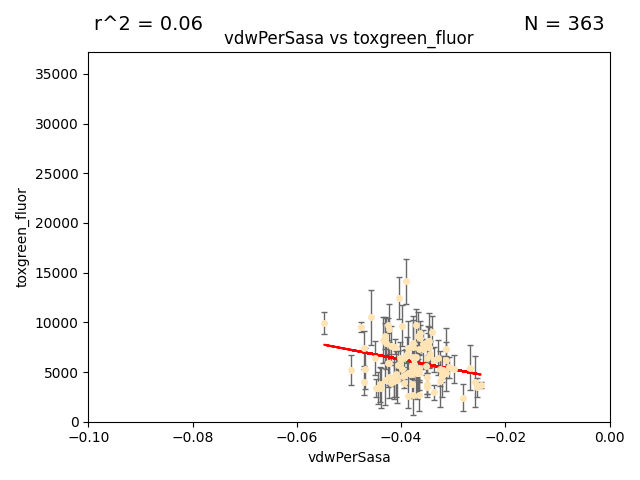 r^2 = 0.06
N = 363
vdwPerSasa vs toxgreen_fluor
35000
30000
25000
20000
15000
10000
5000
0
toxgreen_fluor
−0.10
−0.08
−0.06
−0.04
−0.02
0.00
vdwPerSasa